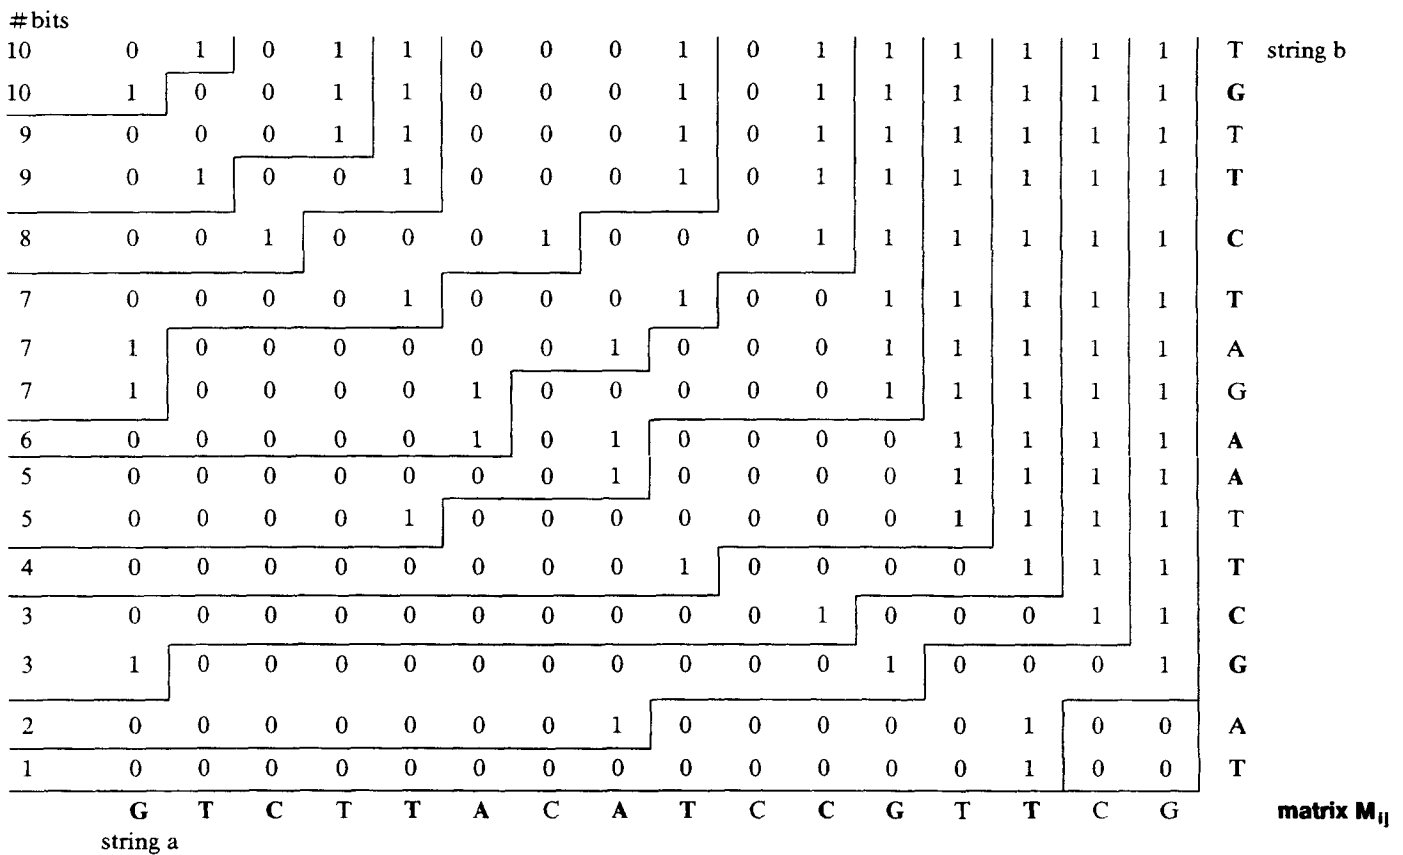 #bits
10 0 1 0 1 1 0 0 0 1 0 1 1 1 1 1 1 T string b
10 1 0 0 1 1 0 0 0 1 0 1 1 1 1 1 1 G
9 0 0 0 1 1 0 0 0 1 0 1 1 1 1 1 1 T
9 0 1 0 0 1 0 0 0 1 0 1 1 1 1 1 1 T
8 0 0 1 0 0 0 1 0 0 0 1 1 1 1 1 1 C
7 0 0 0 0 1 0 0 0 1 0 0 1 1 1 1 1 T
7 1 0 0 0 0 0 0 1 0 0 0 1 1 1 1 1 A
7 1 0 0 0 0 1 0 0 0 0 0 1 1 1 1 1 G
6 0 0 0 0 0 1 0 1 0 0 0 0 1 1 1 1 A
5 0 0 0 0 0 0 0 1 0 0 0 0 1 1 1 1 A
5 0 0 0 0 1 0 0 0 0 0 0 0 1 1 1 1 T
4 0 0 0 0 0 0 0 0 1 0 0 0 0 1 1 1 T
3 0 0 0 0 0 0 0 0 0 0 1 0 0 0 1 1 C
3 1 0 0 0 0 0 0 0 0 0 0 1 0 0 0 1 G
2 0 0 0 0 0 0 0 1 0 0 0 0 0 1 0 0 A
1 0 0 0 0 0 0 0 0 0 0 0 0 0 1 0 0 T
G T C T T A C A T C C G T T C G matrix M_ij
string a